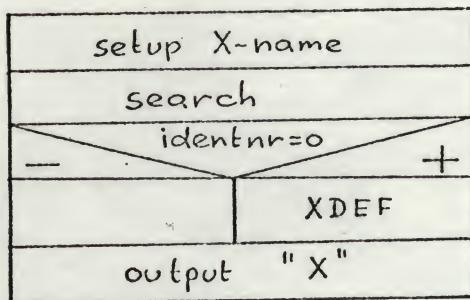 setup X-name
search
identnr=0
- +
XDEF
output "X"